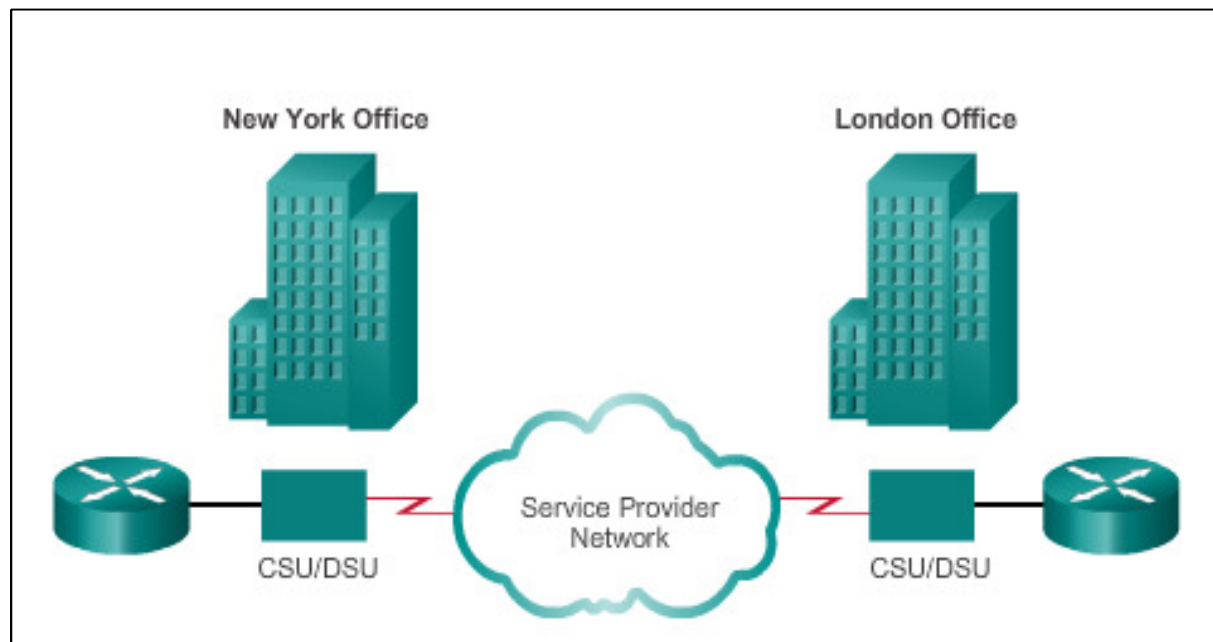 New York Office
London Office
Service Provider
Network
CSU/DSU
CSU/DSU